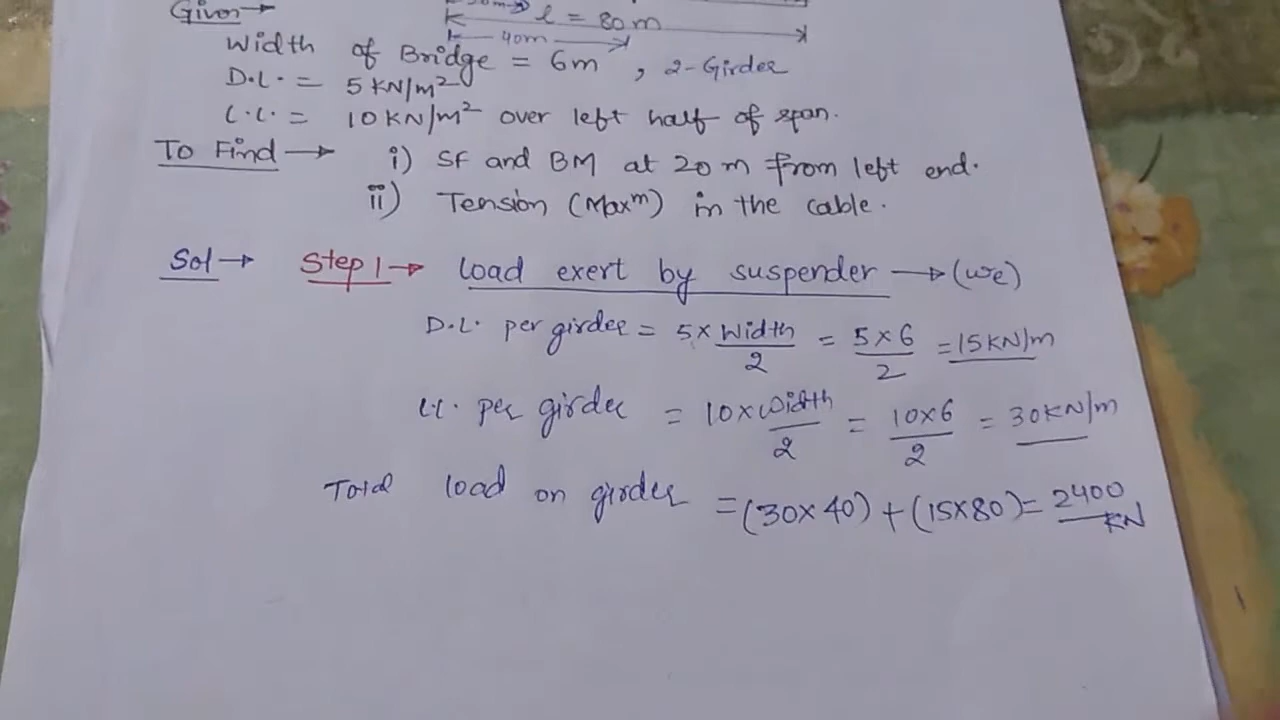 Given →
l = 80m
40m
Width of Bridge = 6m , 2-Girder
D.L. = 5 KN/m²
L.L. = 10 KN/m² over left half of span.
To Find → i) SF and BM at 20 m from left end.
ii) Tension (Maxᵐ) in the cable.
Sol → Step 1 → load exert by suspender → (we)
D.L. per girder = 5 x Width/2 = 5 x 6/2 = 15 KN/m
L.L. per girder = 10 x Width/2 = 10 x 6/2 = 30 KN/m
Total load on girder = (30 x 40) + (15 x 80) = 2400 KN